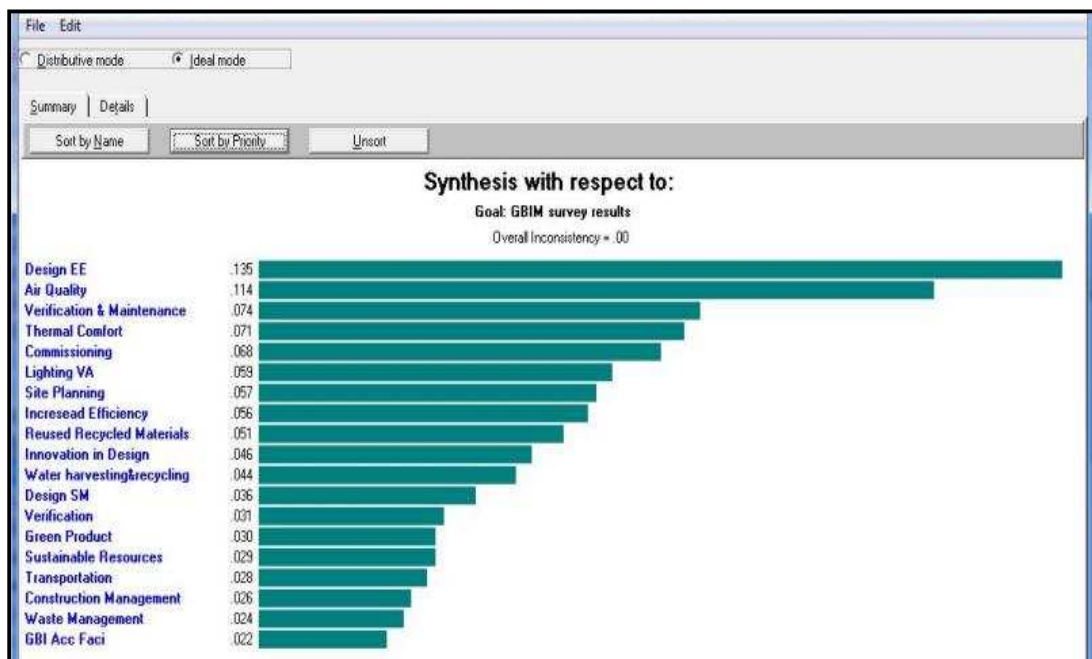 File Edit
Distributive mode Ideal mode
Summary Details
Sort by Name Sort by Priority Unsort
Synthesis with respect to:
Goal: GBIM survey results
Overall Inconsistency = .00
Design EE .135
Air Quality .114
Verification & Maintenance .074
Thermal Comfort .071
Commissioning .068
Lighting VA .059
Site Planning .057
Incresead Efficiency .056
Reused Recycled Materials .051
Innovation in Design .046
Water harvesting&recycling .044
Design SM .036
Verification .031
Green Product .030
Sustainable Resources .029
Transportation .028
Construction Management .026
Waste Management .024
GBI Acc Faci .022